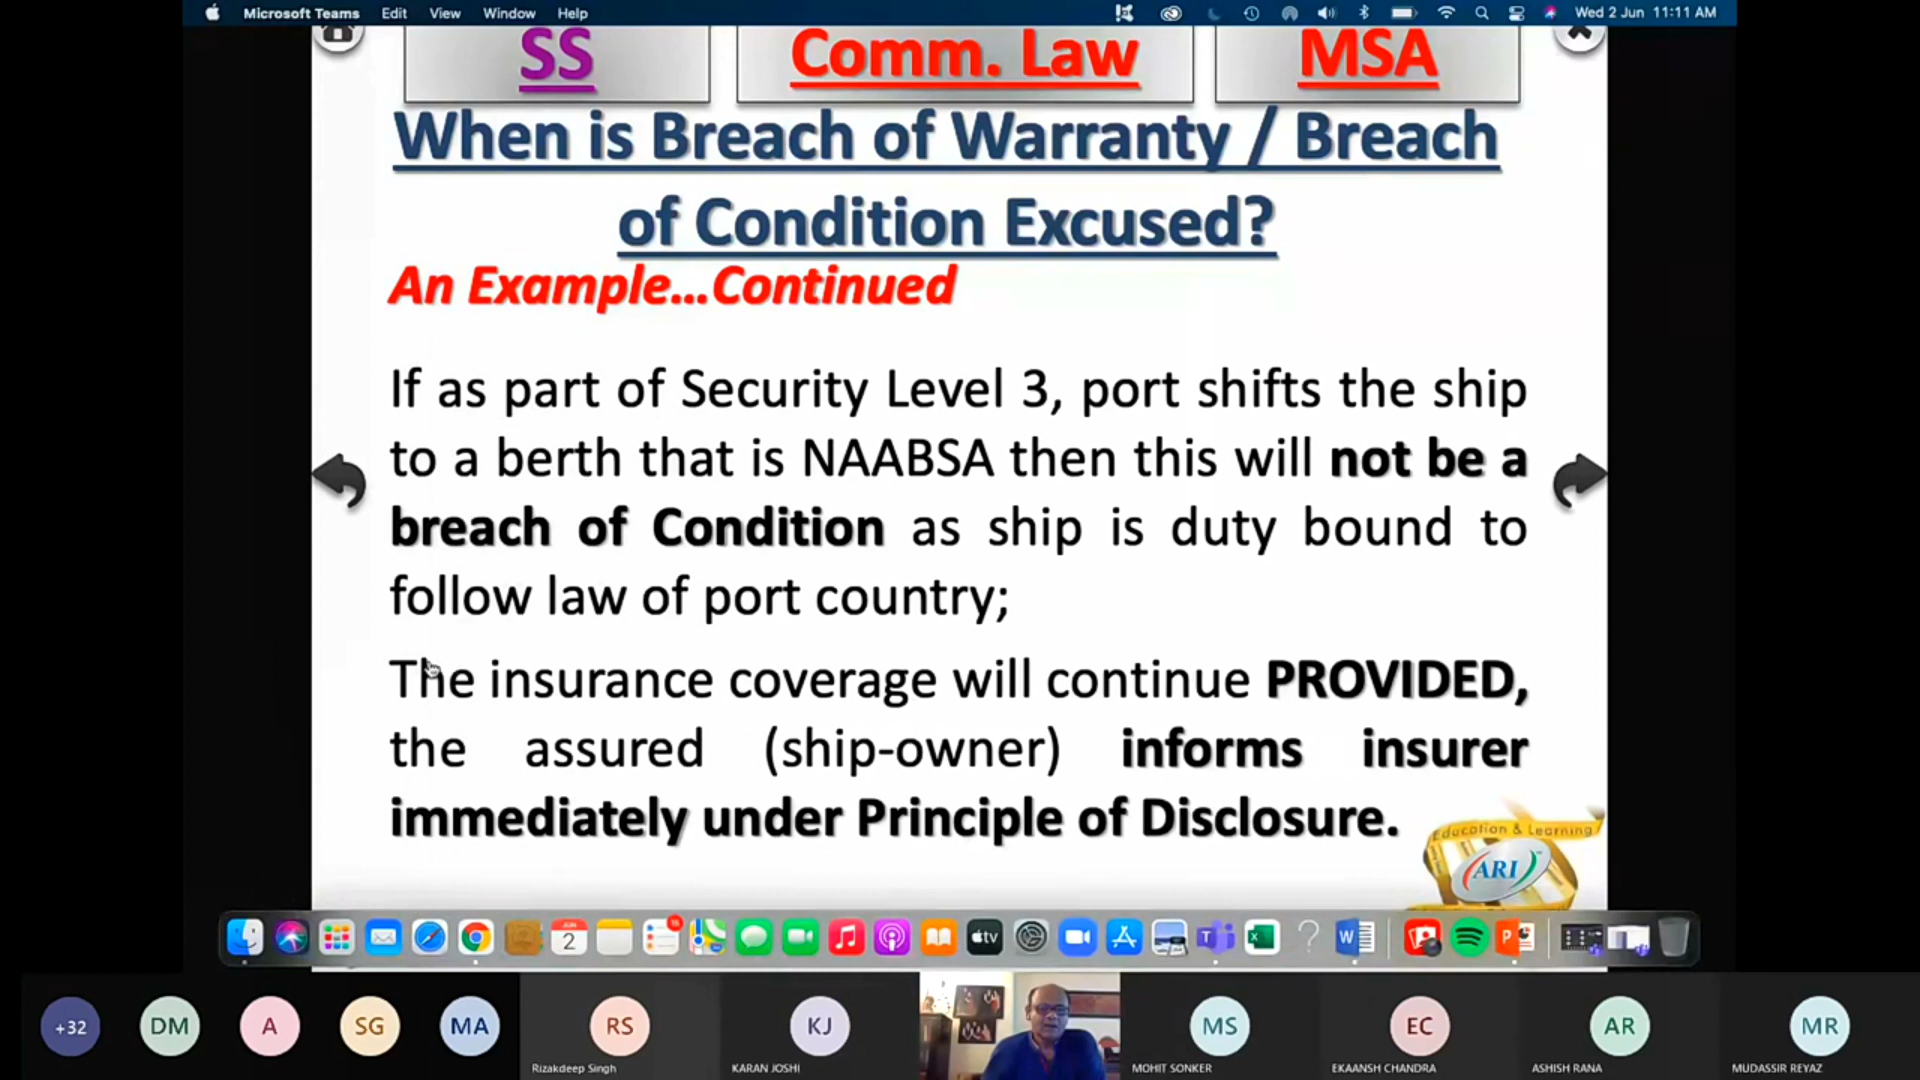 Microsoft Teams Edit View Window Help Wed 2 Jun 11:11 AM
SS Comm. Law MSA
When is Breach of Warranty / Breach
of Condition Excused?
An Example...Continued
If as part of Security Level 3, port shifts the ship
to a berth that is NAABSA then this will not be a
breach of Condition as ship is duty bound to
follow law of port country;
The insurance coverage will continue PROVIDED,
the assured (ship-owner) informs insurer
immediately under Principle of Disclosure.
Education & Learning
ARI
JUN
2
tv
T
W
P
+32 DM A SG MA RS KJ MS EC AR MR
Rizakdeep Singh KARAN JOSHI MOHIT SONKER EKAANSH CHANDRA ASHISH RANA MUDASSIR REYAZ